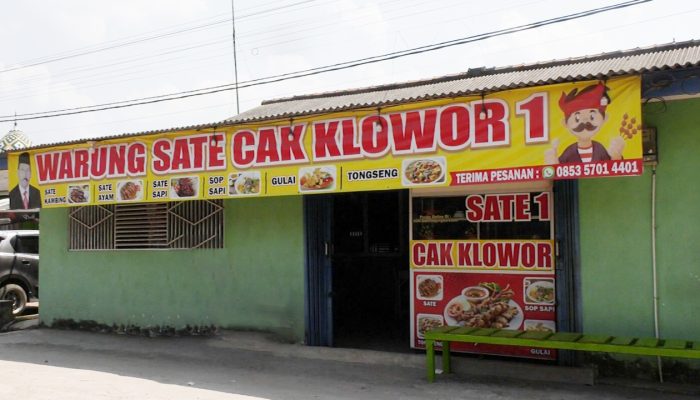 WARUNG SATE CAK KLOWOR 1
SATE KAMBING
SATE AYAM
SATE SAPI
SOP SAPI
GULAI
TONGSENG
TERIMA PESANAN : 0853 5701 4401
SATE 1
CAK KLOWOR
SATE
SOP SAPI
TONGSENG
GULAI